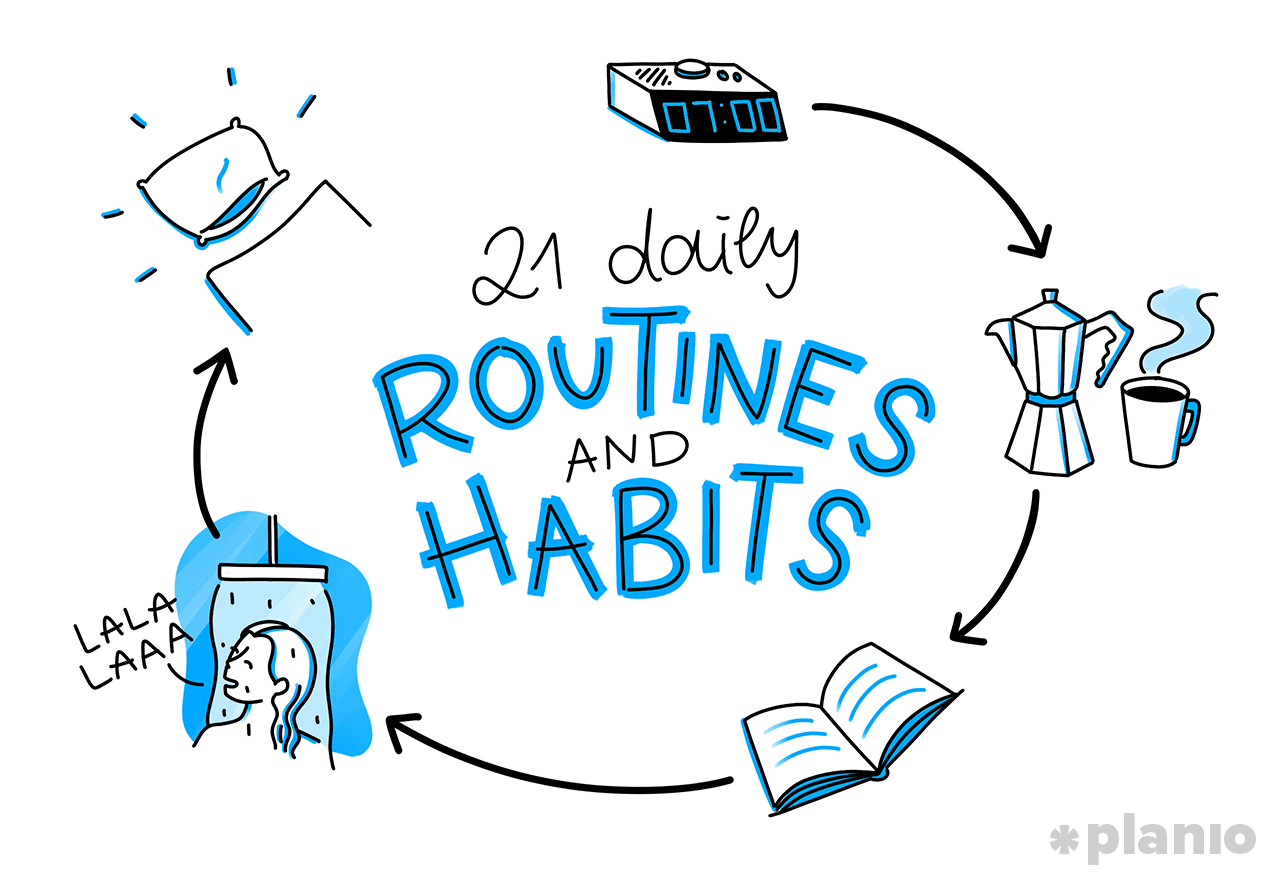 07:00
21 daily
ROUTINES
AND
HABITS
LALA
LAAA
*planio